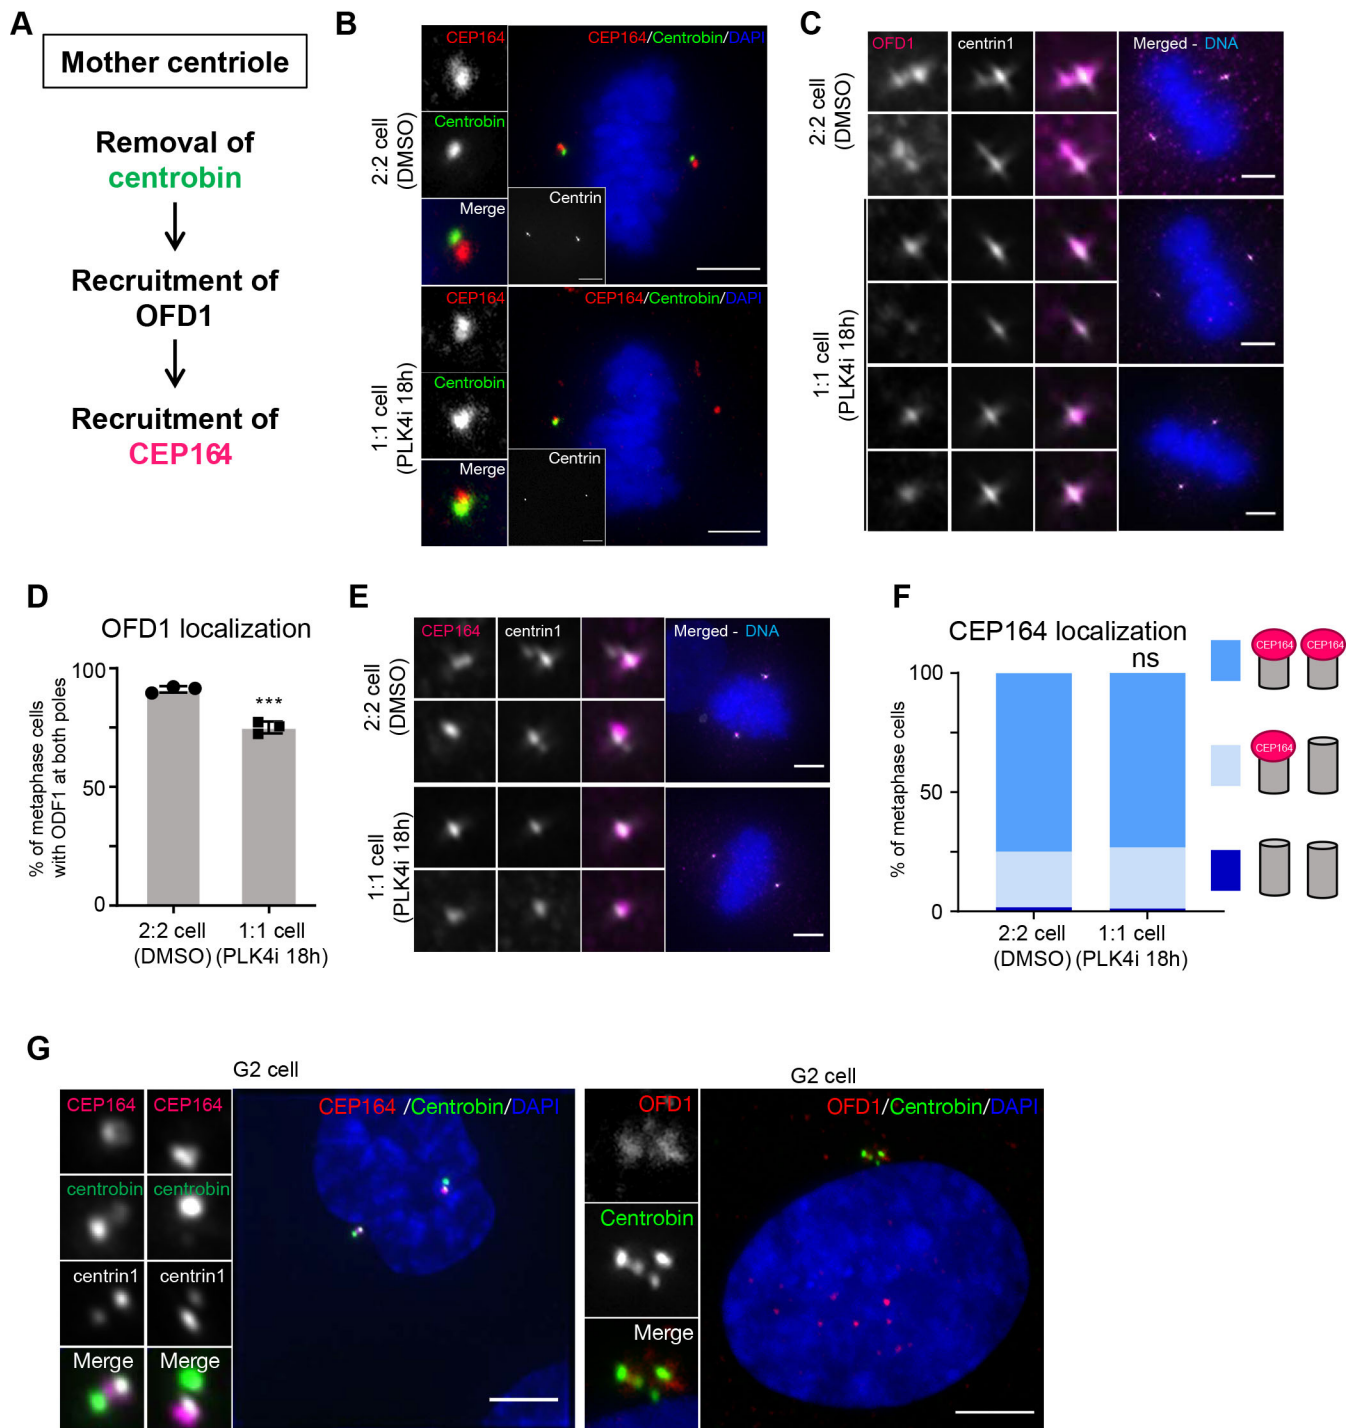 A
Mother centriole
Removal of
centrobin
Recruitment of
OFD1
Recruitment of
CEP164
B
2:2 cell
(DMSO)
CEP164
Centrobin
Merge
CEP164/Centrobin/DAPI
Centrin
1:1 cell
(PLK4i 18h)
CEP164
Centrobin
Merge
CEP164/Centrobin/DAPI
Centrin
C
2:2 cell
(DMSO)
OFD1
centrin1
Merged - DNA
1:1 cell
(PLK4i 18h)
D
OFD1 localization
% of metaphase cells
with ODF1 at both poles
100
50
0
***
2:2 cell
(DMSO)
1:1 cell
(PLK4i 18h)
E
2:2 cell
(DMSO)
CEP164
centrin1
Merged - DNA
1:1 cell
(PLK4i 18h)
F
CEP164 localization
ns
% of metaphase cells
100
50
0
2:2 cell
(DMSO)
1:1 cell
(PLK4i 18h)
CEP164
CEP164
CEP164
G
G2 cell
CEP164
CEP164
CEP164 /Centrobin/DAPI
centrobin
centrobin
centrin1
centrin1
Merge
Merge
G2 cell
OFD1
OFD1/Centrobin/DAPI
Centrobin
Merge